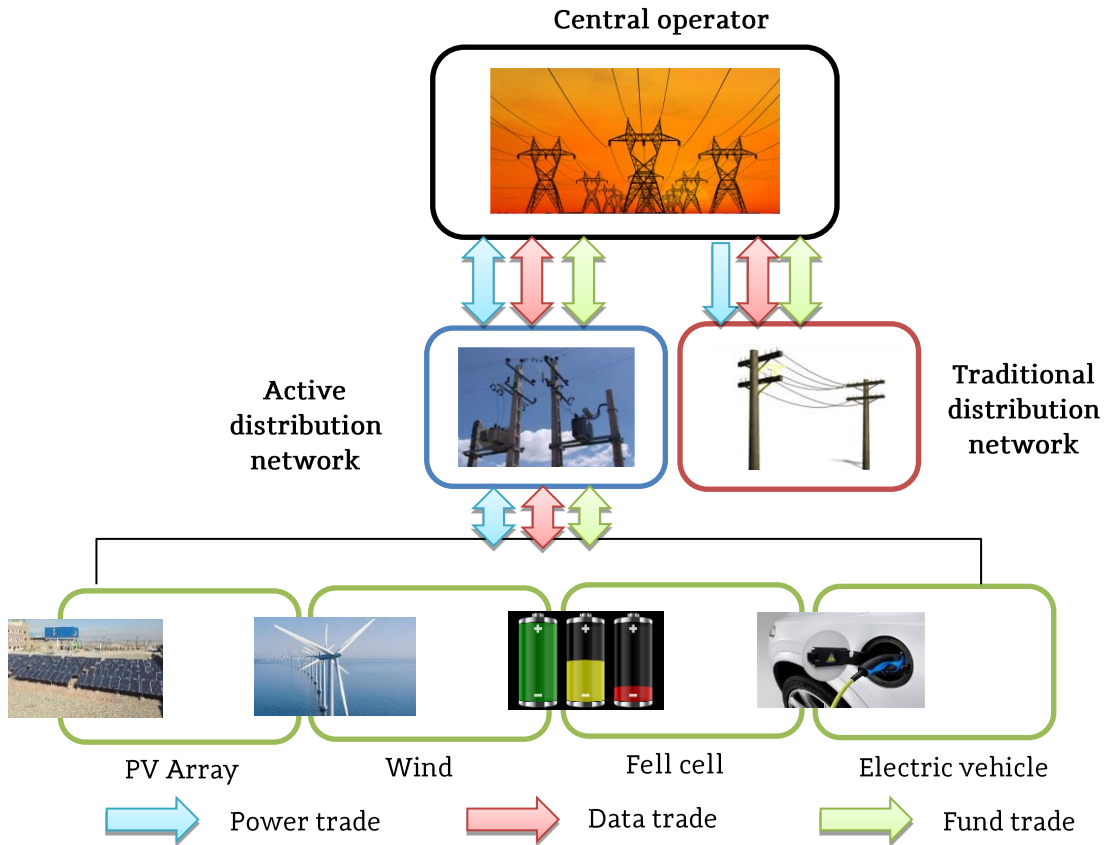 Central operator
Active
distribution
network
Traditional
distribution
network
PV Array
Wind
Fell cell
Electric vehicle
Power trade
Data trade
Fund trade